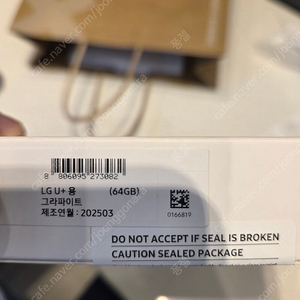 8 806095 273082
LG U+ 용 (64GB)
그라파이트
제조연월 : 202503
0166819
DO NOT ACCEPT IF SEAL IS BROKEN
CAUTION SEALED PACKAGE